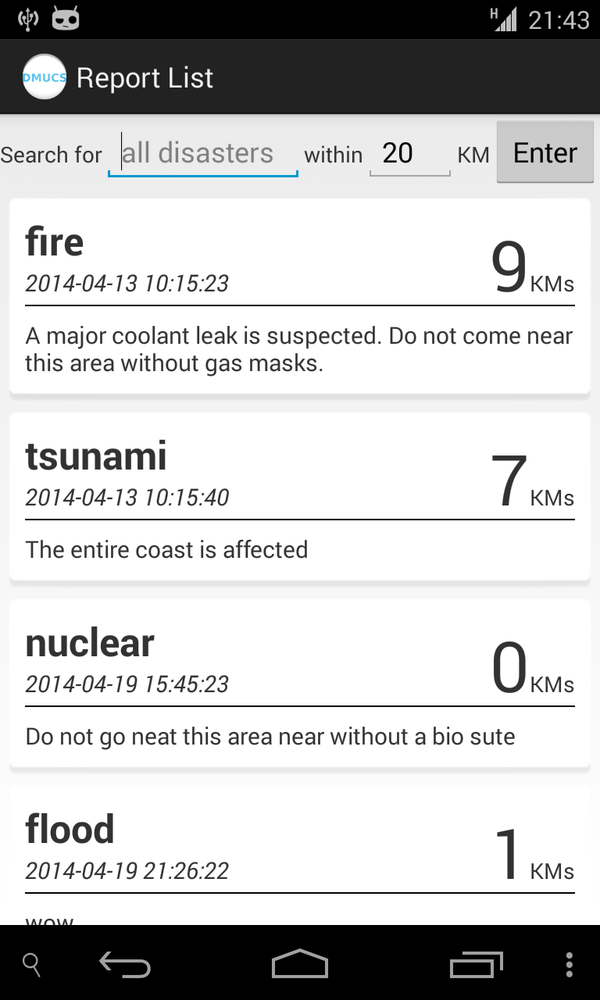 H 21:43
DMUCS Report List
Search for all disasters within 20 KM Enter
fire
2014-04-13 10:15:23 9 KMs
A major coolant leak is suspected. Do not come near
this area without gas masks.
tsunami
2014-04-13 10:15:40 7 KMs
The entire coast is affected
nuclear
2014-04-19 15:45:23 0 KMs
Do not go neat this area near without a bio sute
flood
2014-04-19 21:26:22 1 KMs
wow